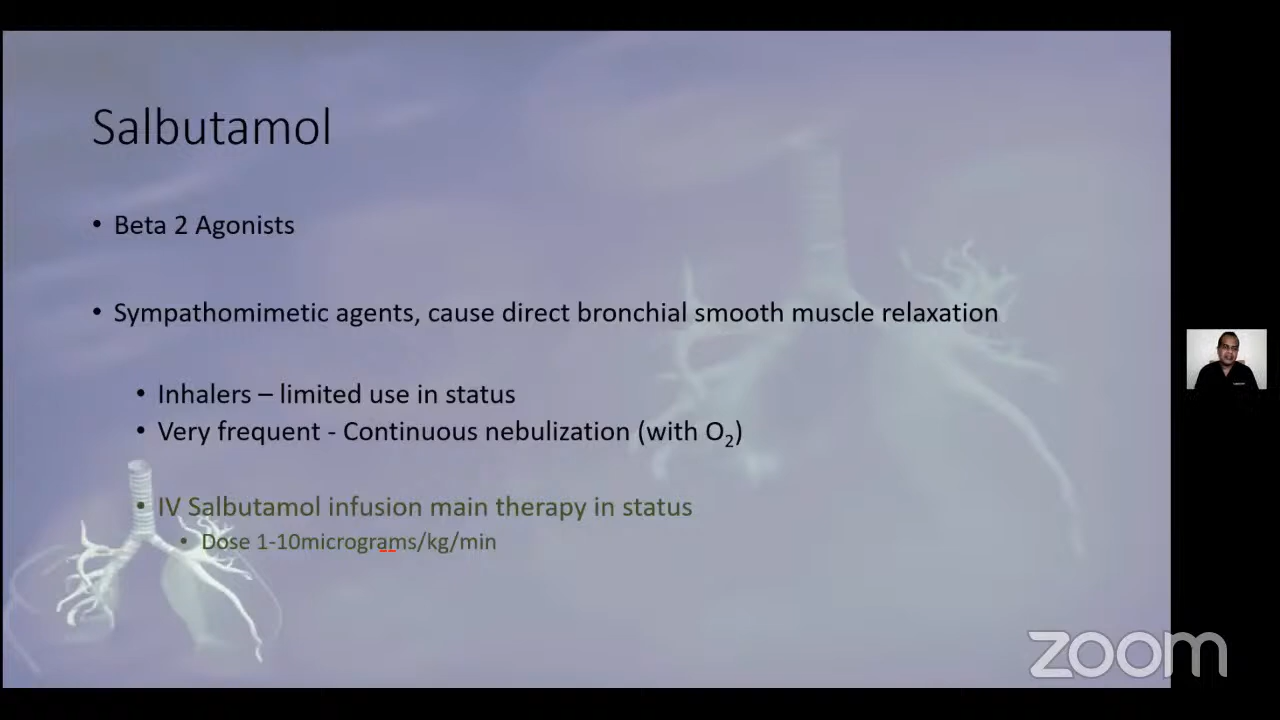 Salbutamol
• Beta 2 Agonists
• Sympathomimetic agents, cause direct bronchial smooth muscle relaxation
• Inhalers – limited use in status
• Very frequent - Continuous nebulization (with O₂)
• IV Salbutamol infusion main therapy in status
• Dose 1-10micrograms/kg/min
zoom